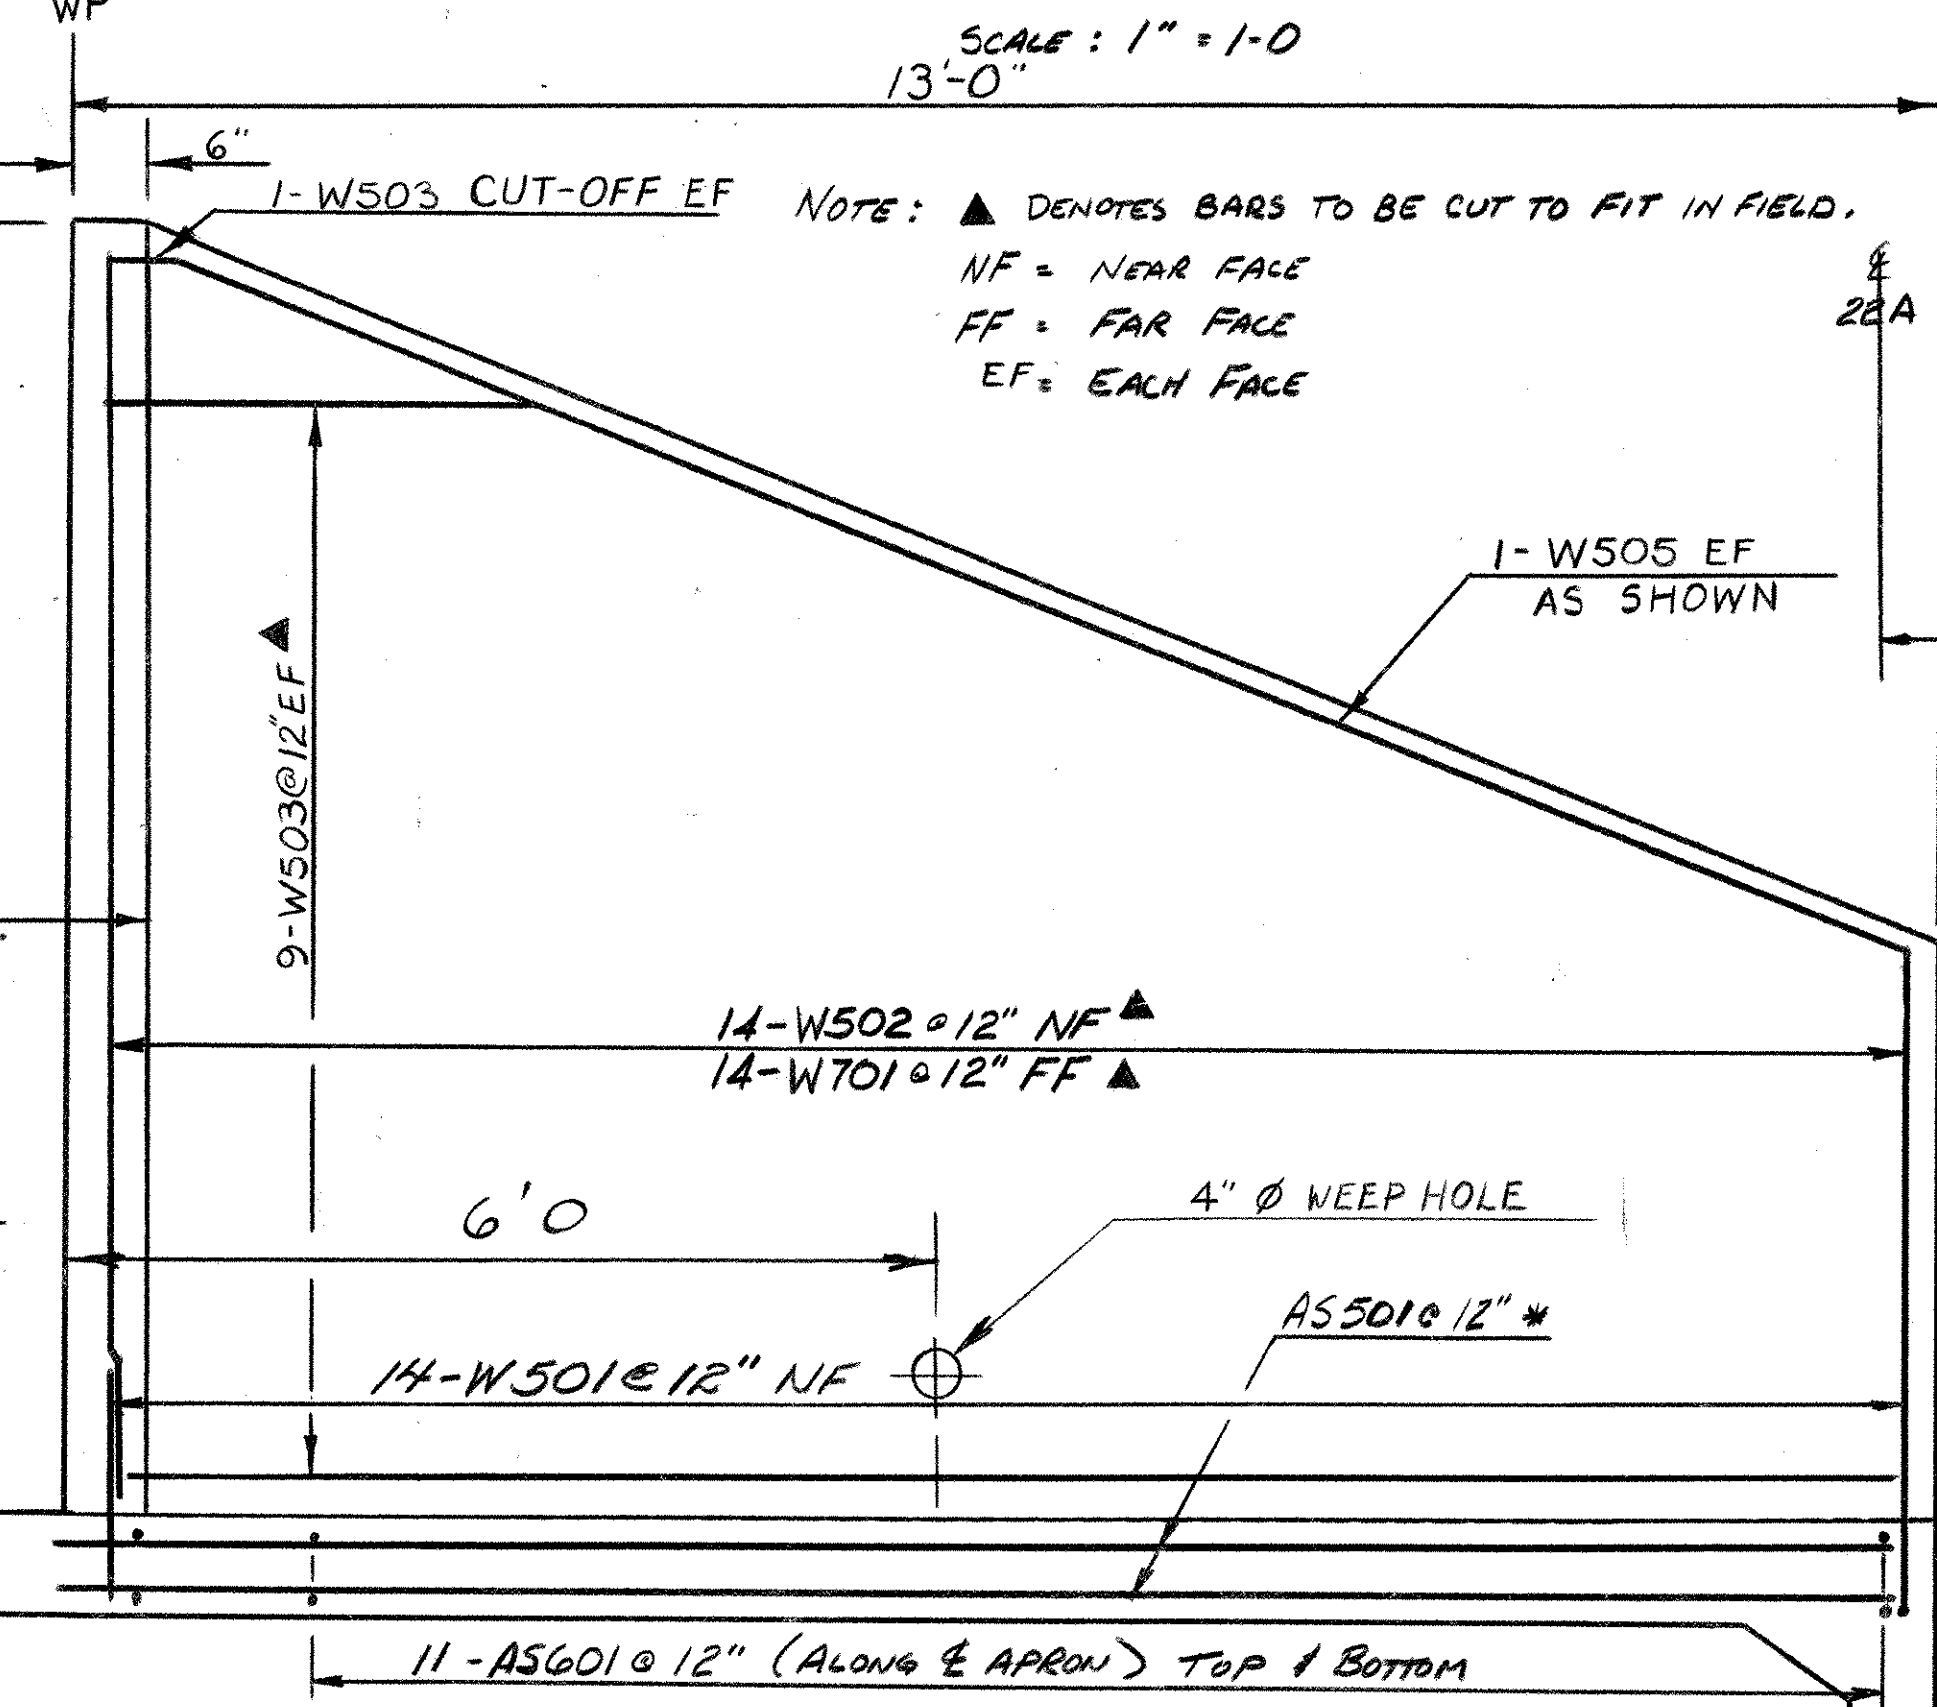 WP
SCALE : 1" = 1-0
13'-0"
6"
1- W503 CUT-OFF EF
NOTE : ▲ DENOTES BARS TO BE CUT TO FIT IN FIELD.
NF = NEAR FACE
FF = FAR FACE
EF = EACH FACE
℄
22A
1- W505 EF
AS SHOWN
9-W503@12"EF ▲
14-W502@12" NF ▲
14-W701@12" FF ▲
6'0
4" Ø WEEP HOLE
AS501@12" *
14-W501@12" NF
11-AS601@12" (ALONG ℄ APRON) TOP & BOTTOM